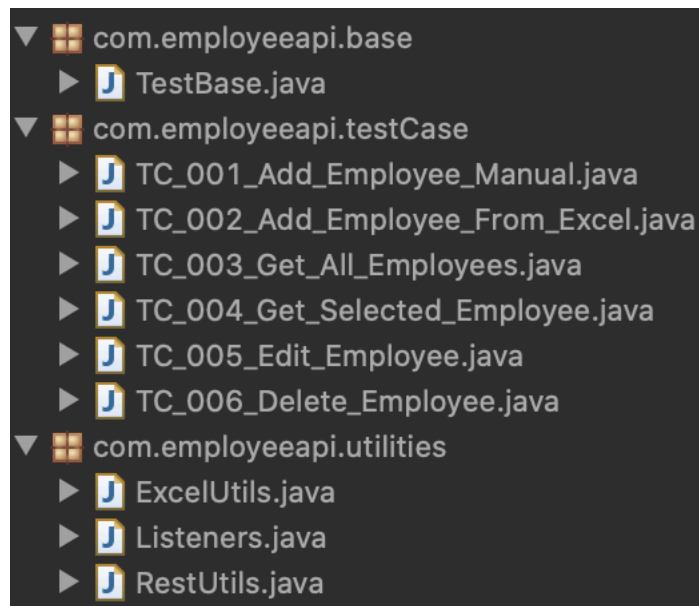 com.employeeapi.base
TestBase.java
com.employeeapi.testCase
TC_001_Add_Employee_Manual.java
TC_002_Add_Employee_From_Excel.java
TC_003_Get_All_Employees.java
TC_004_Get_Selected_Employee.java
TC_005_Edit_Employee.java
TC_006_Delete_Employee.java
com.employeeapi.utilities
ExcelUtils.java
Listeners.java
RestUtils.java